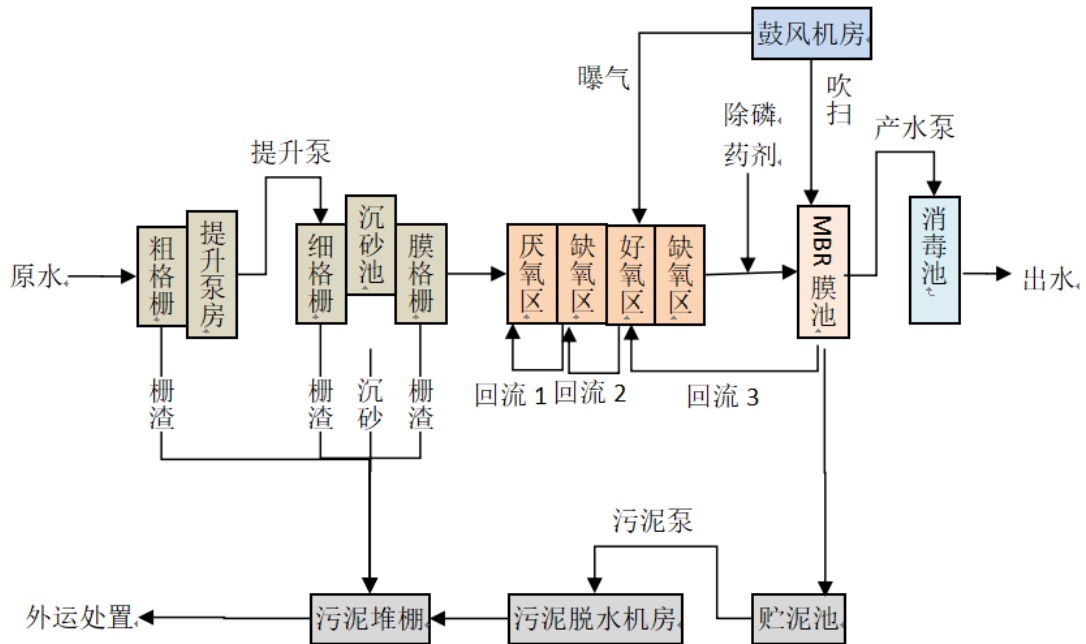 鼓风机房
曝气
吹扫
除磷
药剂
产水泵
提升泵
原水
粗格栅
提升泵房
细格栅
沉砂池
膜格栅
厌氧区
缺氧区
好氧区
缺氧区
MBR 膜池
消毒池
出水
回流 1
回流 2
回流 3
栅渣
栅渣
沉砂
栅渣
污泥泵
外运处置
污泥堆棚
污泥脱水机房
贮泥池